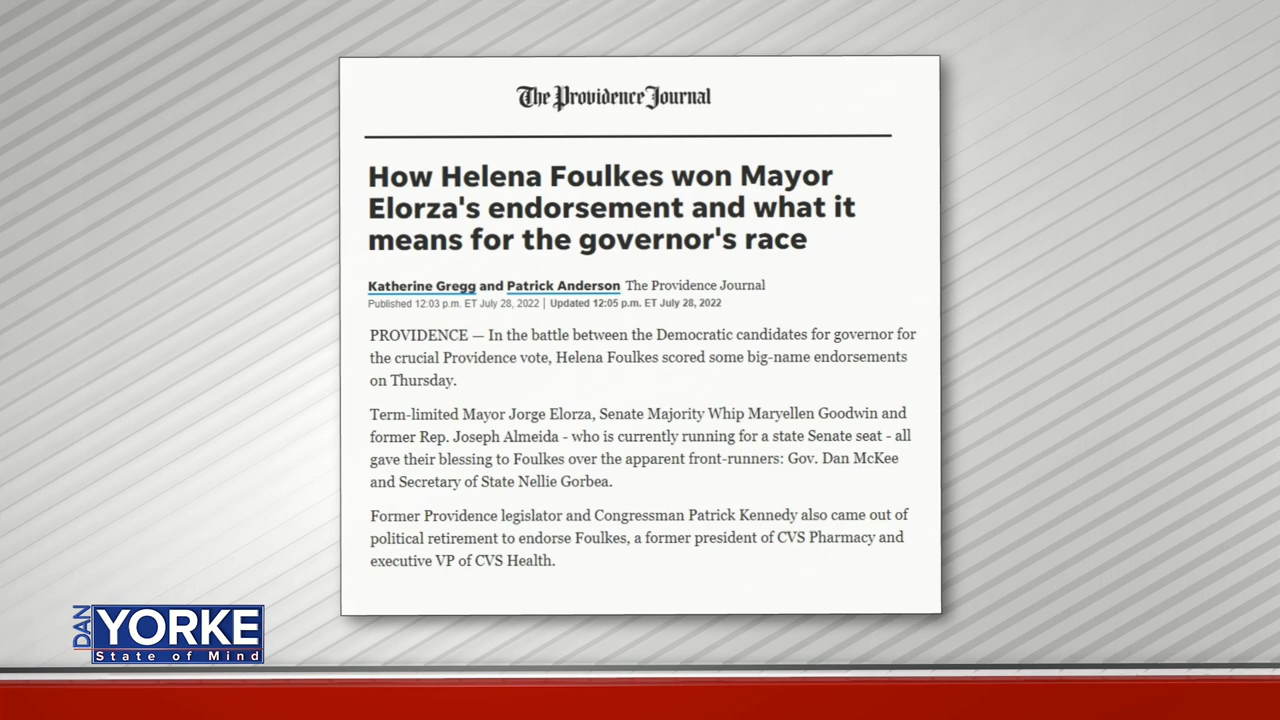 The Providence Journal
How Helena Foulkes won Mayor
Elorza's endorsement and what it
means for the governor's race
Katherine Gregg and Patrick Anderson The Providence Journal
Published 12:03 p.m. ET July 28, 2022 | Updated 12:05 p.m. ET July 28, 2022
PROVIDENCE — In the battle between the Democratic candidates for governor for
the crucial Providence vote, Helena Foulkes scored some big-name endorsements
on Thursday.
Term-limited Mayor Jorge Elorza, Senate Majority Whip Maryellen Goodwin and
former Rep. Joseph Almeida - who is currently running for a state Senate seat - all
gave their blessing to Foulkes over the apparent front-runners: Gov. Dan McKee
and Secretary of State Nellie Gorbea.
Former Providence legislator and Congressman Patrick Kennedy also came out of
political retirement to endorse Foulkes, a former president of CVS Pharmacy and
executive VP of CVS Health.
DAN
YORKE
State of Mind